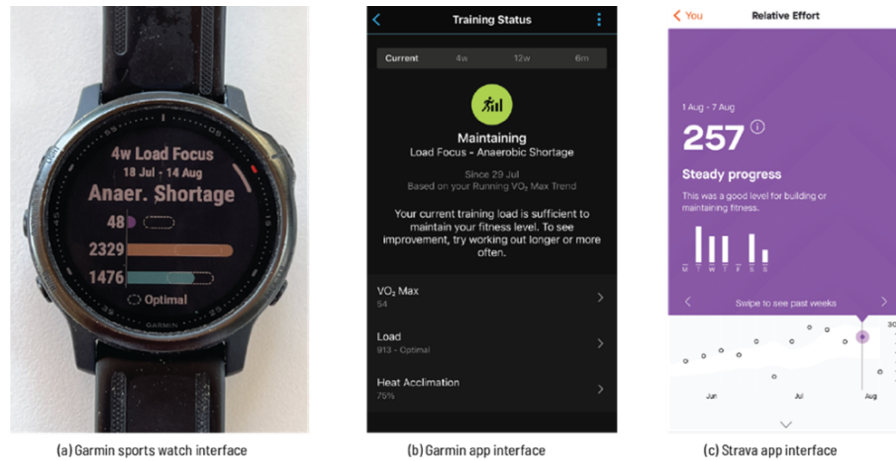 4w Load Focus
18 Jul - 14 Aug
Anaer. Shortage
48
2329
1476
Optimal
GARMIN
(a) Garmin sports watch interface
Training Status
Current 4w 12w 6m
Maintaining
Load Focus - Anaerobic Shortage
Since 29 Jul
Based on your Running VO₂ Max Trend
Your current training load is sufficient to
maintain your fitness level. To see
improvement, try working out longer or more
often.
VO₂ Max
54
Load
913 - Optimal
Heat Acclimation
75%
(b) Garmin app interface
You Relative Effort
1 Aug - 7 Aug
257
Steady progress
This was a good level for building or
maintaining fitness.
M T W T F S S
Swipe to see past weeks
30
Jun Jul Aug
(c) Strava app interface